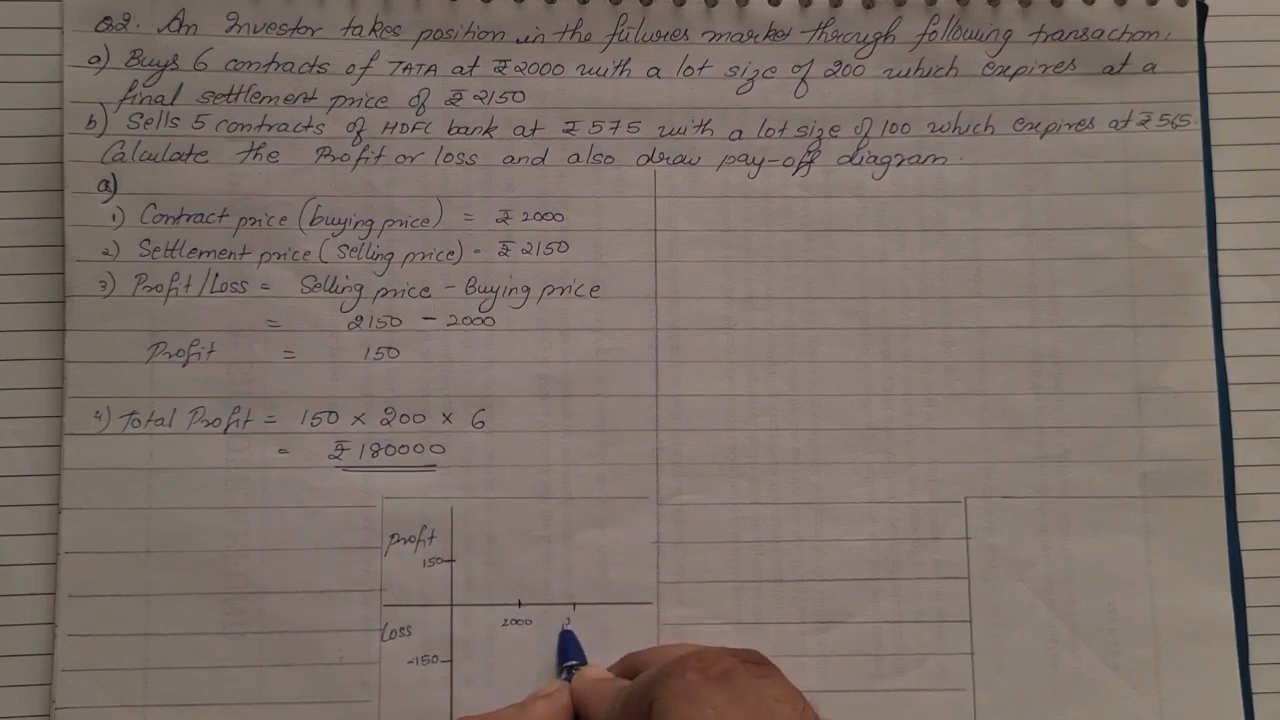 Q2. An Investor takes position in the futures market through following transaction:
a) Buys 6 contracts of TATA at ₹2000 with a lot size of 200 which expires at a
final settlement price of ₹ 2150
b) Sells 5 contracts of HDFC bank at ₹575 with a lot size of 100 which expires at ₹565.
Calculate the Profit or loss and also draw pay-off diagram.
a)
1) Contract price (buying price) = ₹ 2000
2) Settlement price (selling price) = ₹ 2150
3) Profit/Loss = Selling price - Buying price
= 2150 - 2000
Profit = 150
4) Total Profit = 150 × 200 × 6
= ₹ 180000
Profit
150
2000
Loss
-150